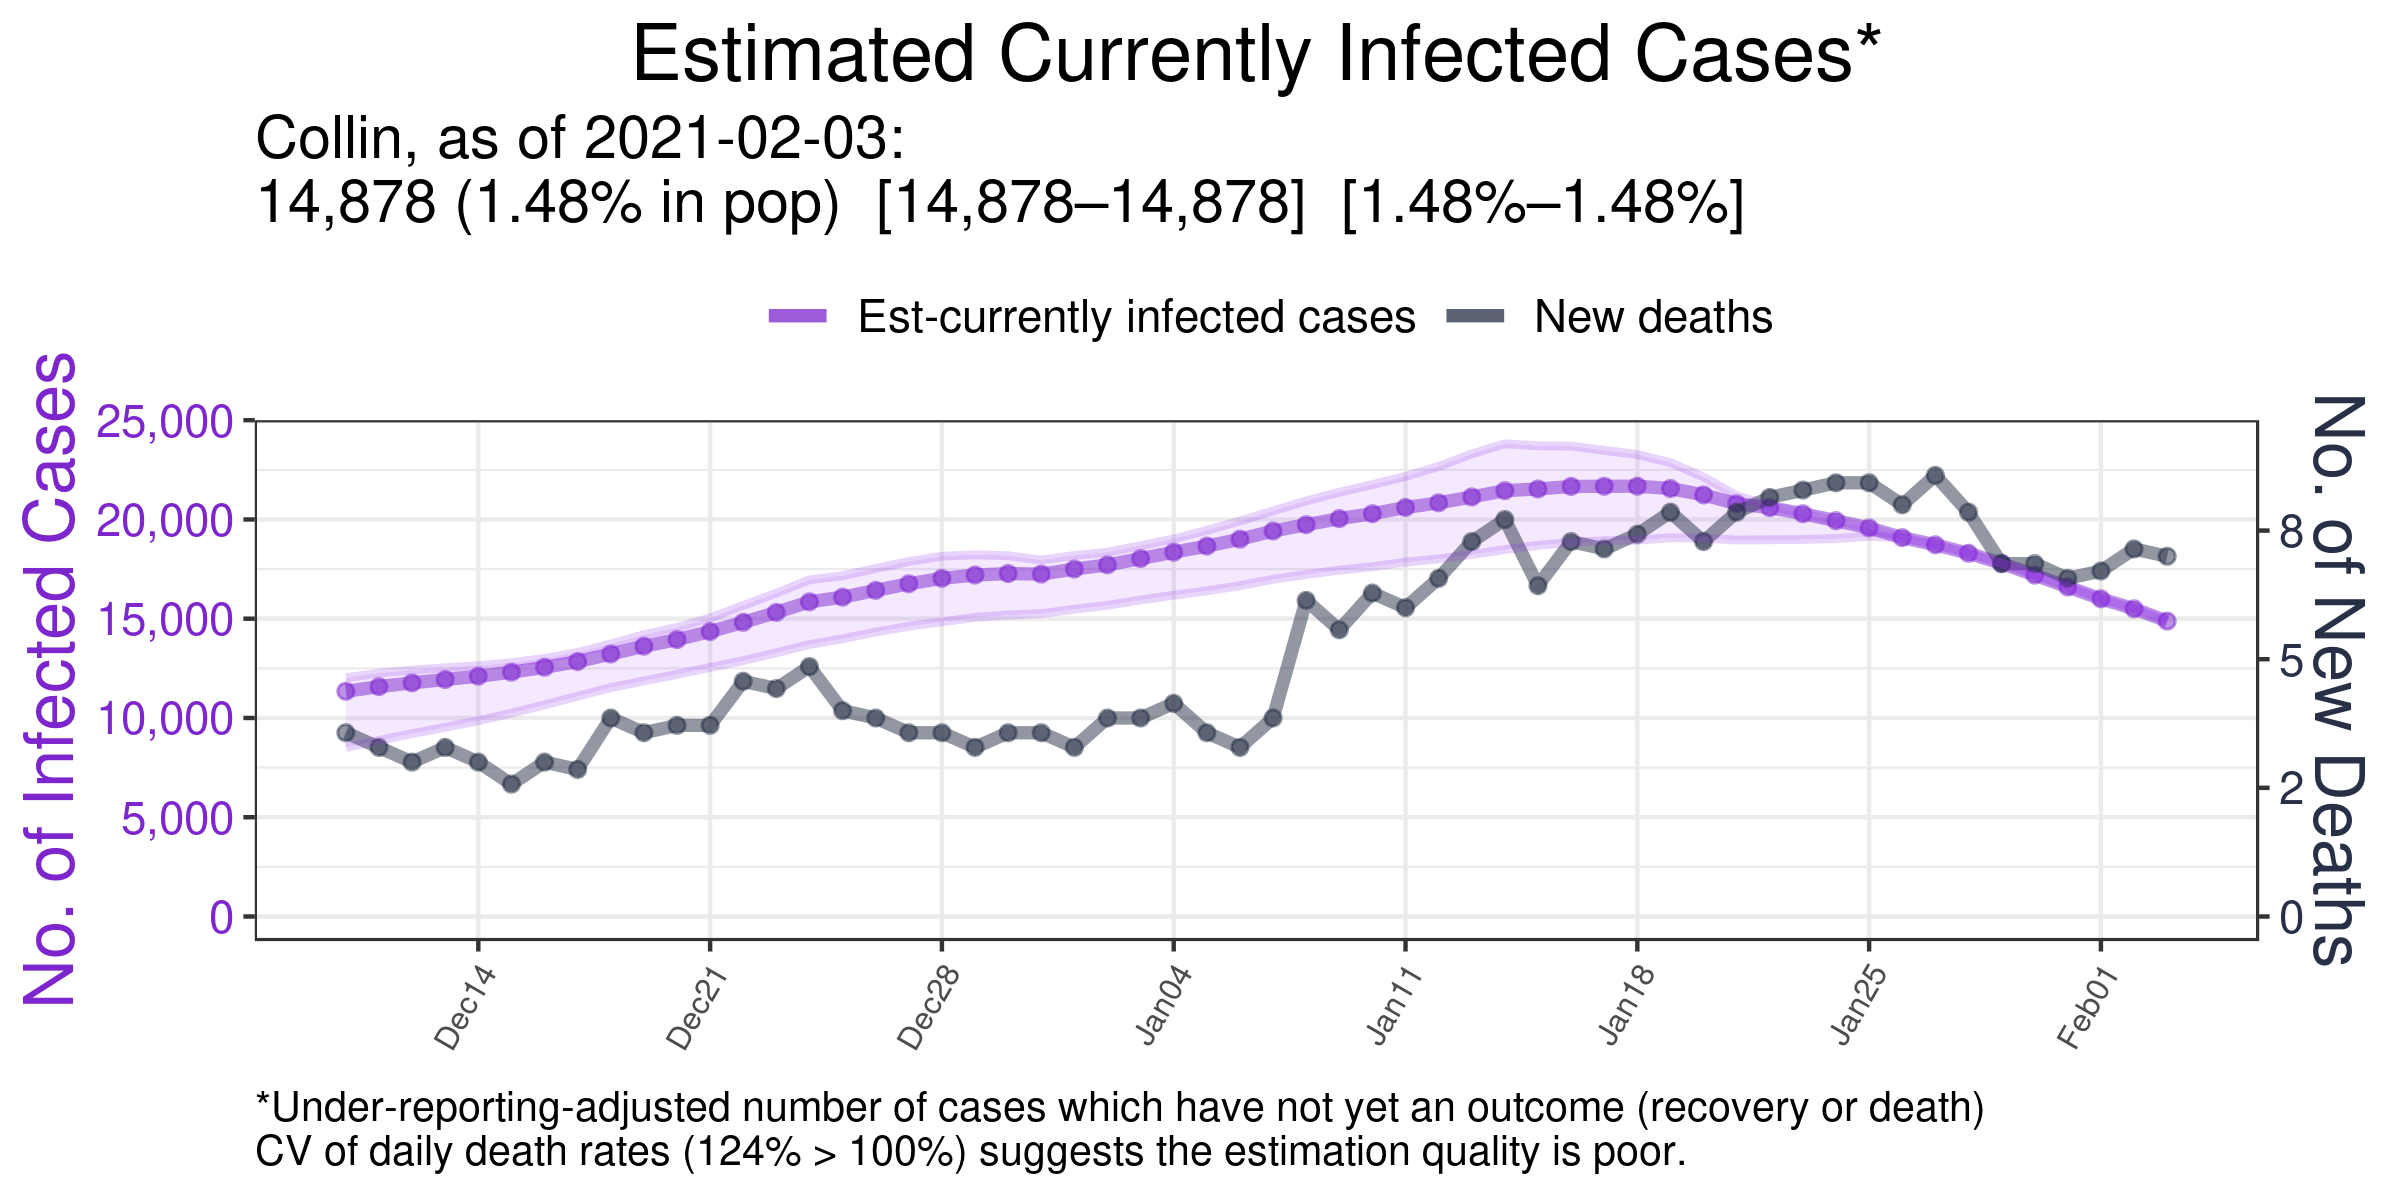 Estimated Currently Infected Cases*
Collin, as of 2021-02-03:
14,878 (1.48% in pop)  [14,878–14,878]  [1.48%–1.48%]
Est-currently infected cases
New deaths
No. of Infected Cases
25,000
20,000
15,000
10,000
5,000
0
No. of New Deaths
8
5
2
0
Dec14
Dec21
Dec28
Jan04
Jan11
Jan18
Jan25
Feb01
*Under-reporting-adjusted number of cases which have not yet an outcome (recovery or death)
CV of daily death rates (124% > 100%) suggests the estimation quality is poor.